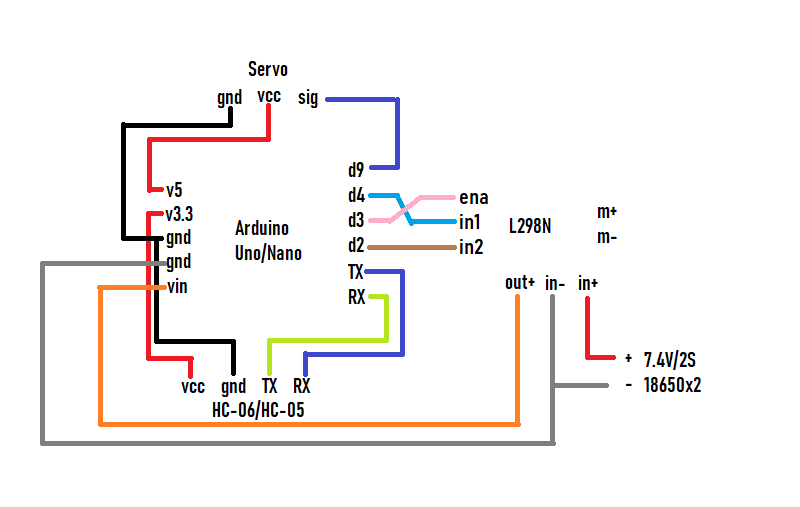 Servo
gnd vcc sig
d9
v5
d4 ena
v3.3
d3 in1
Arduino
Uno/Nano
L298N
m+
m-
gnd
d2 in2
gnd
TX
vin
RX
out+ in- in+
+ 7.4V/2S
- 18650x2
vcc gnd TX RX
HC-06/HC-05